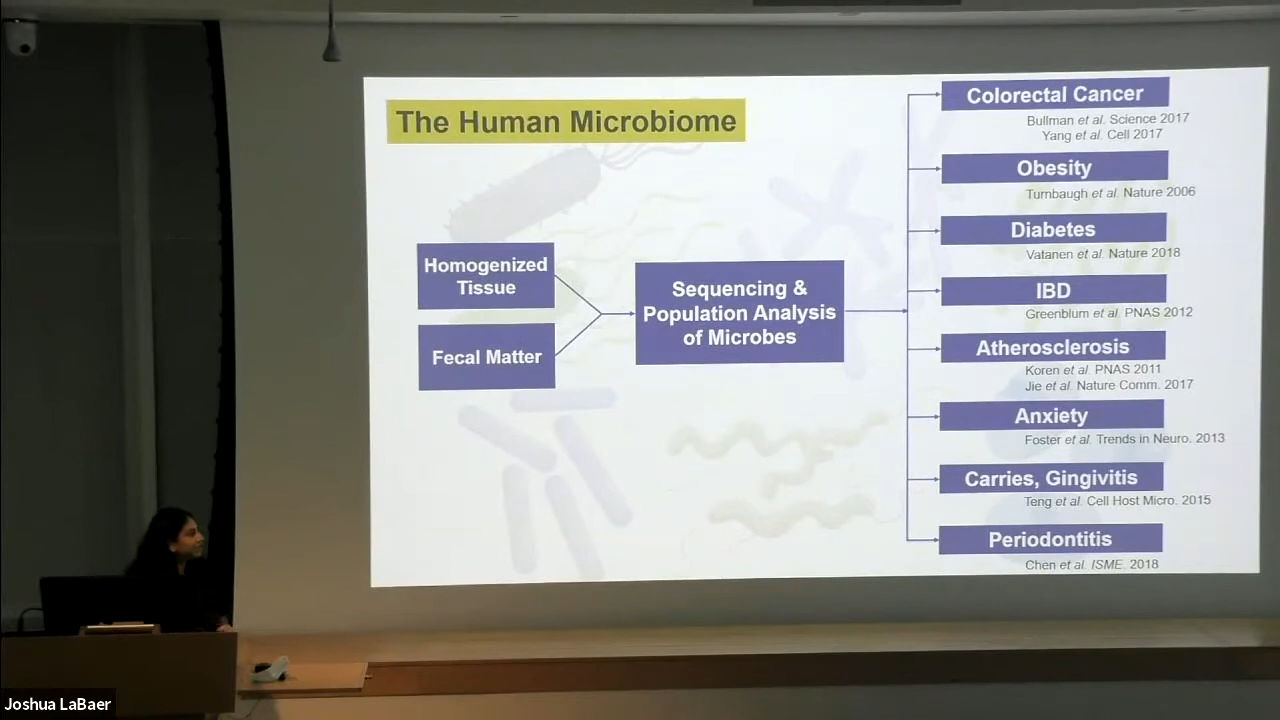 The Human Microbiome
Homogenized
Tissue
Fecal Matter
Sequencing &
Population Analysis
of Microbes
Colorectal Cancer
Bullman et al. Science 2017
Yang et al. Cell 2017
Obesity
Turnbaugh et al. Nature 2006
Diabetes
Vatanen et al. Nature 2018
IBD
Greenblum et al. PNAS 2012
Atherosclerosis
Koren et al. PNAS 2011
Jie et al. Nature Comm. 2017
Anxiety
Foster et al. Trends in Neuro. 2013
Carries, Gingivitis
Teng et al. Cell Host Micro. 2015
Periodontitis
Chen et al. ISME. 2018
Joshua LaBaer